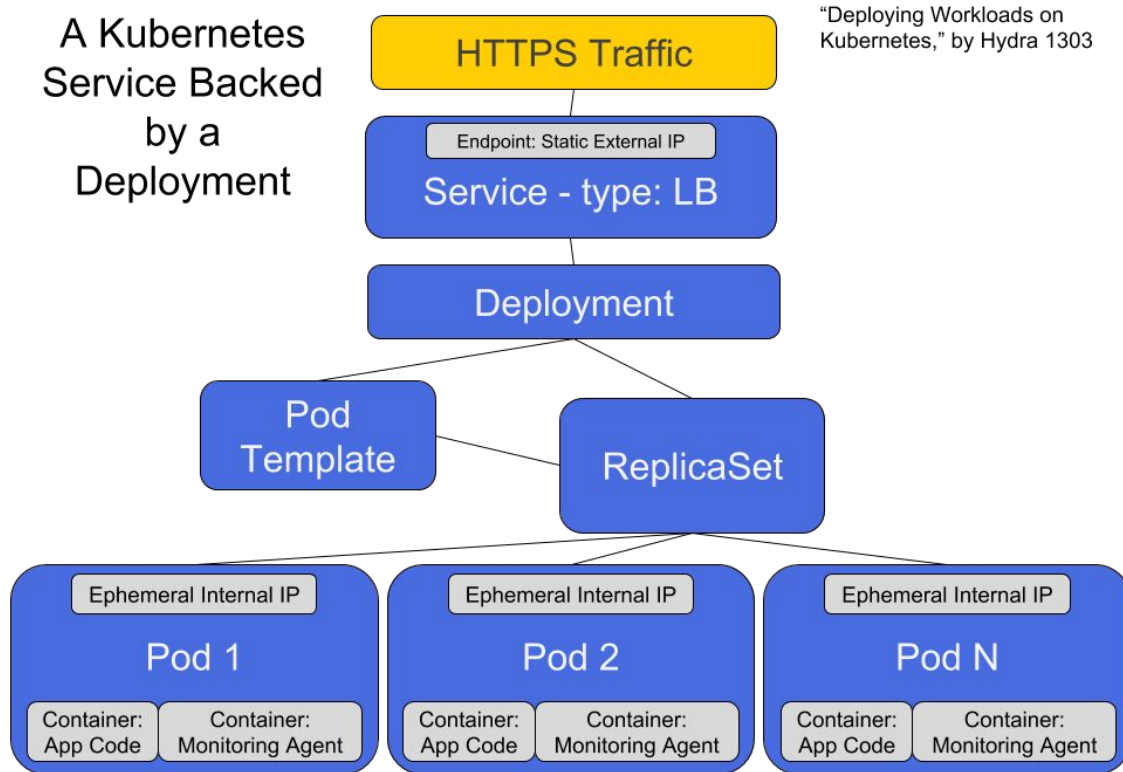 A Kubernetes
Service Backed
by a
Deployment
“Deploying Workloads on
Kubernetes,” by Hydra 1303
HTTPS Traffic
Endpoint: Static External IP
Service - type: LB
Deployment
Pod
Template
ReplicaSet
Ephemeral Internal IP
Pod 1
Container:
App Code
Container:
Monitoring Agent
Ephemeral Internal IP
Pod 2
Container:
App Code
Container:
Monitoring Agent
Ephemeral Internal IP
Pod N
Container:
App Code
Container:
Monitoring Agent